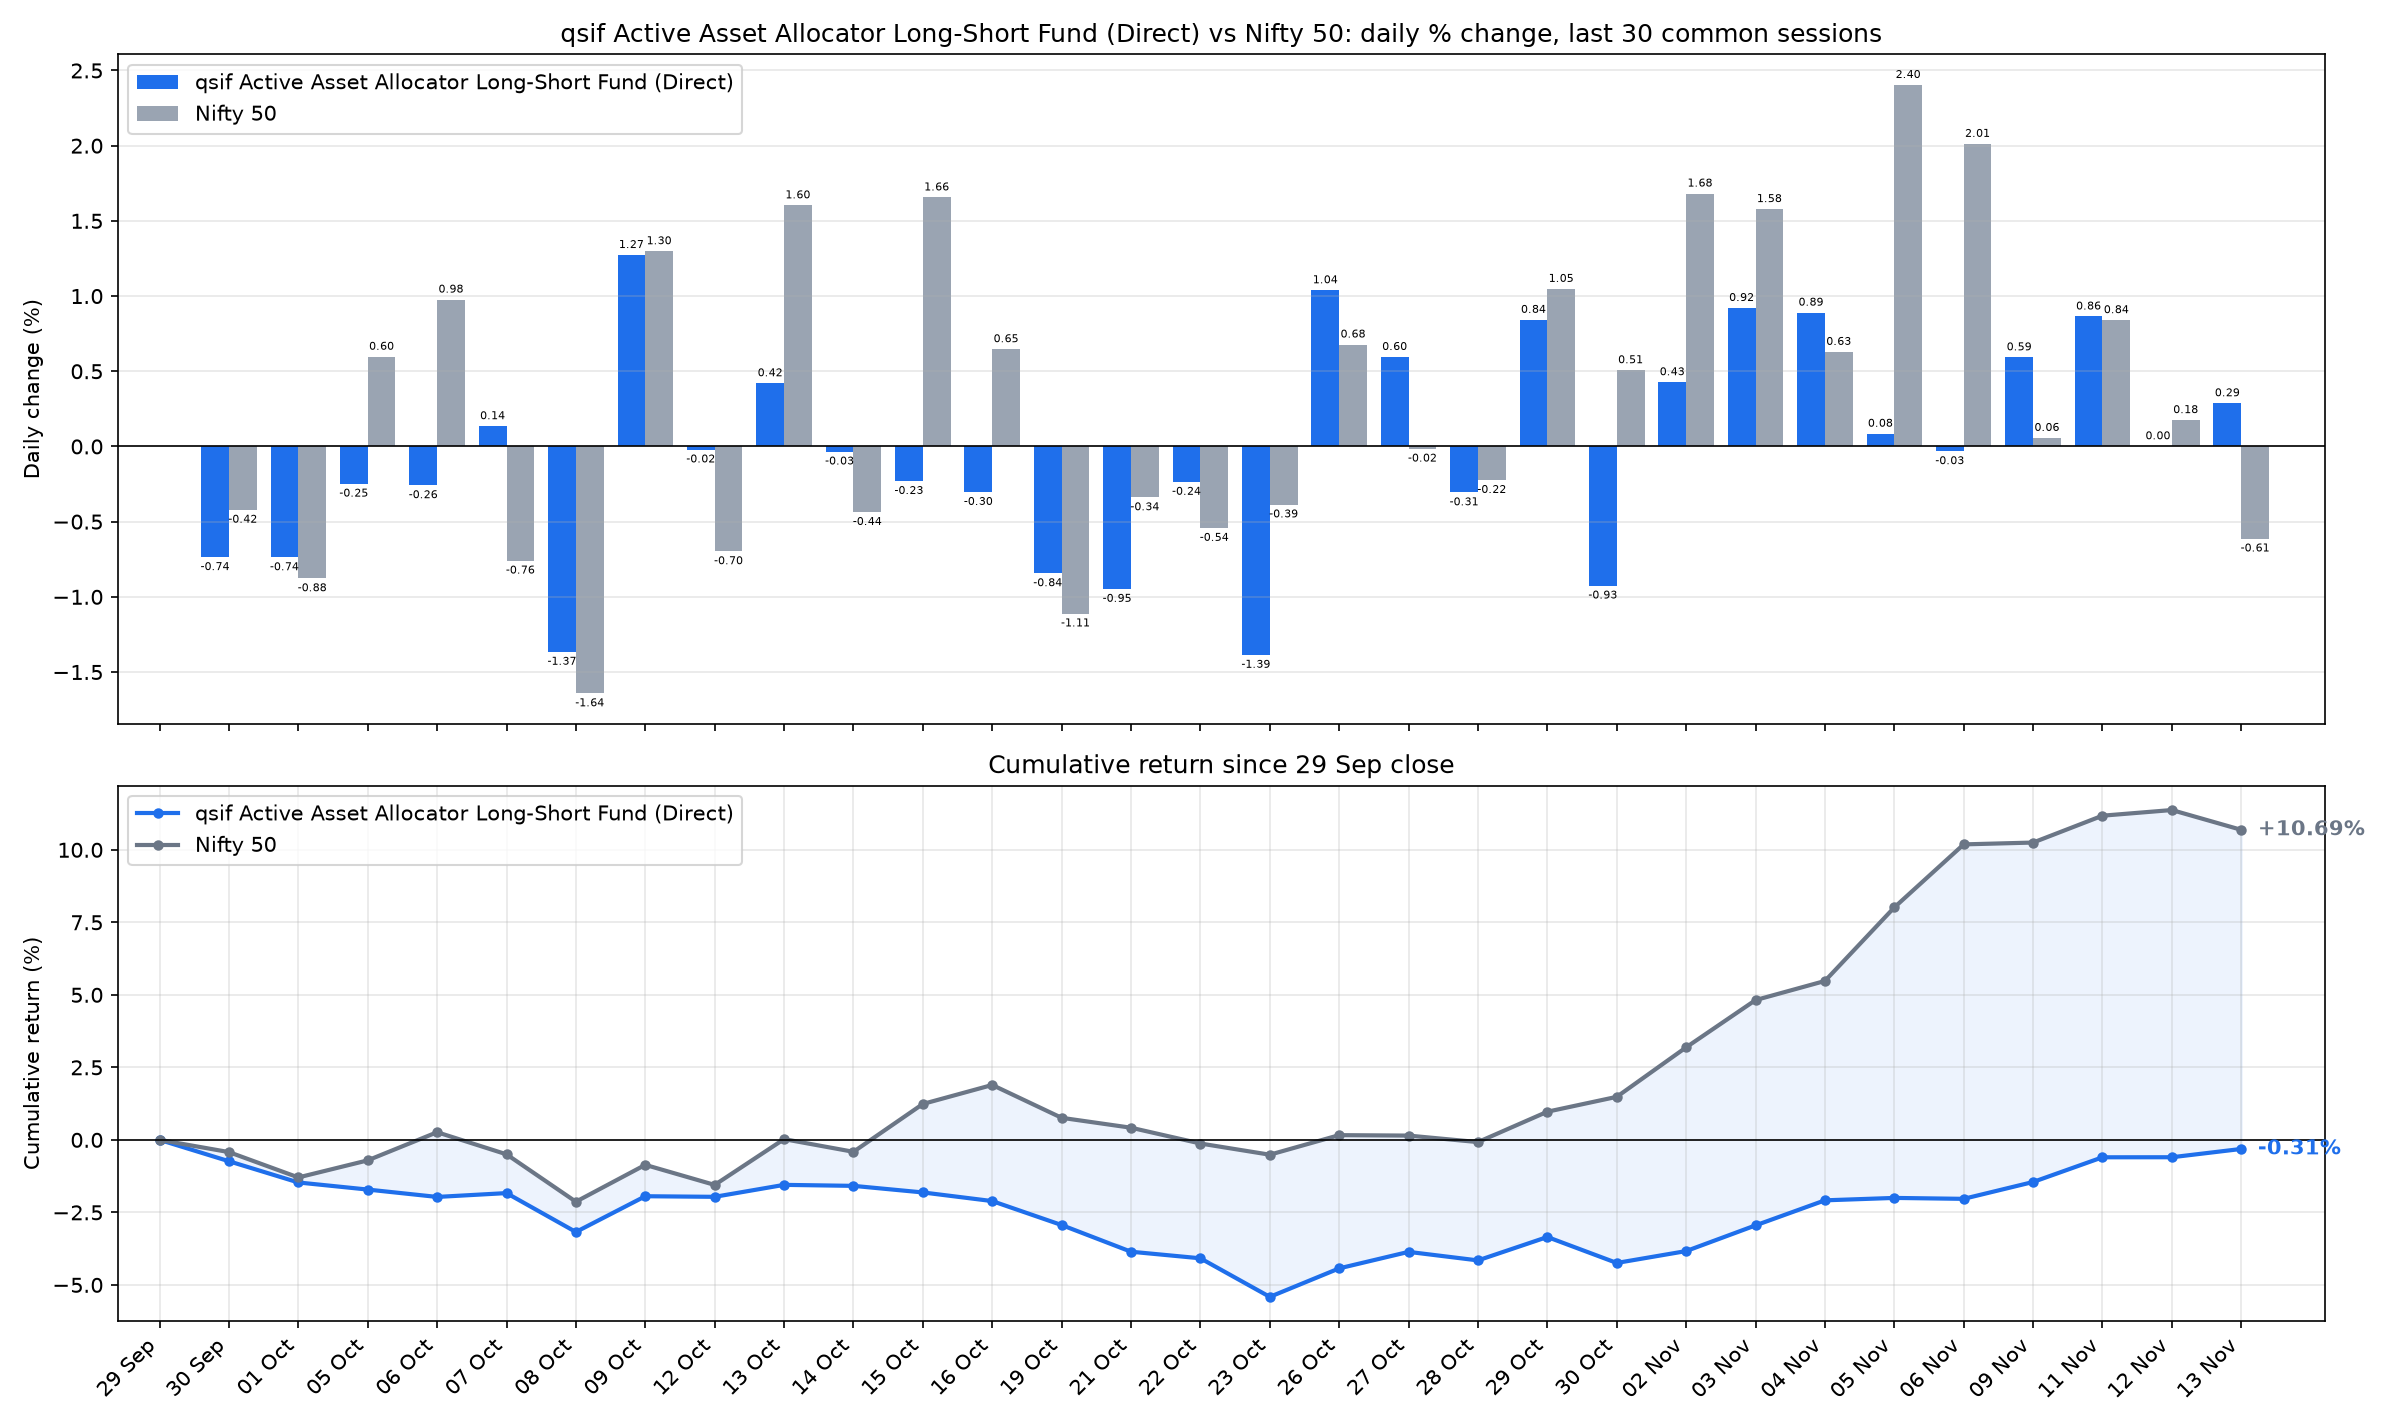 qsif Active Asset Allocator Long-Short Fund (Direct) vs Nifty 50: daily % change, last 30 common sessions
qsif Active Asset Allocator Long-Short Fund (Direct)
Nifty 50
Daily change (%)
2.5
2.0
1.5
1.0
0.5
0.0
−0.5
−1.0
−1.5
-0.74
-0.42
-0.74
-0.88
-0.25
0.60
-0.26
0.98
0.14
-0.76
-1.37
-1.64
1.27
1.30
-0.02
-0.70
0.42
1.60
-0.03
-0.44
-0.23
1.66
-0.30
0.65
-0.84
-1.11
-0.95
-0.34
-0.24
-0.54
-1.39
-0.39
1.04
0.68
0.60
-0.02
-0.31
-0.22
0.84
1.05
-0.93
0.51
0.43
1.68
0.92
1.58
0.89
0.63
0.08
2.40
-0.03
2.01
0.59
0.06
0.86
0.84
0.00
0.18
0.29
-0.61
Cumulative return since 29 Sep close
qsif Active Asset Allocator Long-Short Fund (Direct)
Nifty 50
Cumulative return (%)
10.0
7.5
5.0
2.5
0.0
−2.5
−5.0
+10.69%
-0.31%
29 Sep
30 Sep
01 Oct
05 Oct
06 Oct
07 Oct
08 Oct
09 Oct
12 Oct
13 Oct
14 Oct
15 Oct
16 Oct
19 Oct
21 Oct
22 Oct
23 Oct
26 Oct
27 Oct
28 Oct
29 Oct
30 Oct
02 Nov
03 Nov
04 Nov
05 Nov
06 Nov
09 Nov
11 Nov
12 Nov
13 Nov